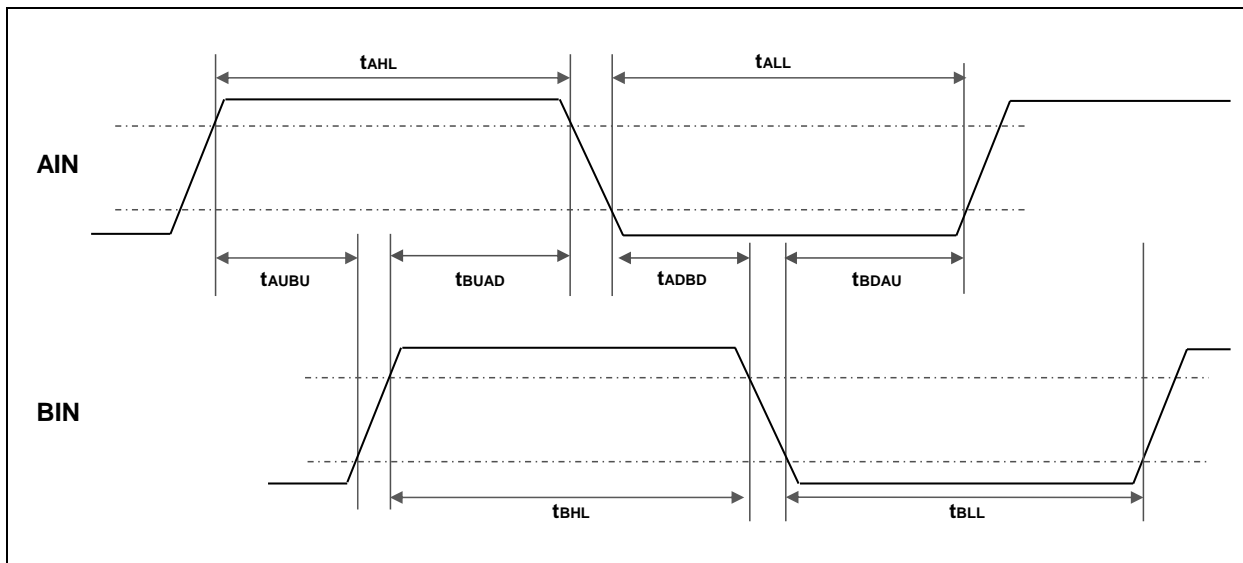 tAHL
tALL
AIN
tAUBU
tBUAD
tADBD
tBDAU
BIN
tBHL
tBLL